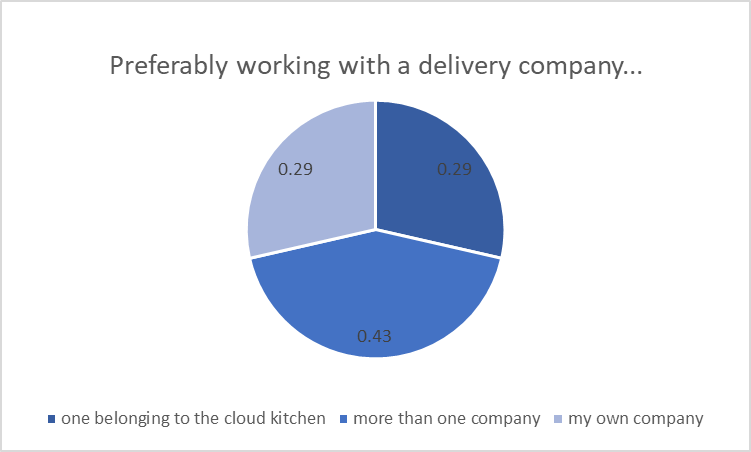 Preferably working with a delivery company...
0.29
0.29
0.43
one belonging to the cloud kitchen more than one company my own company